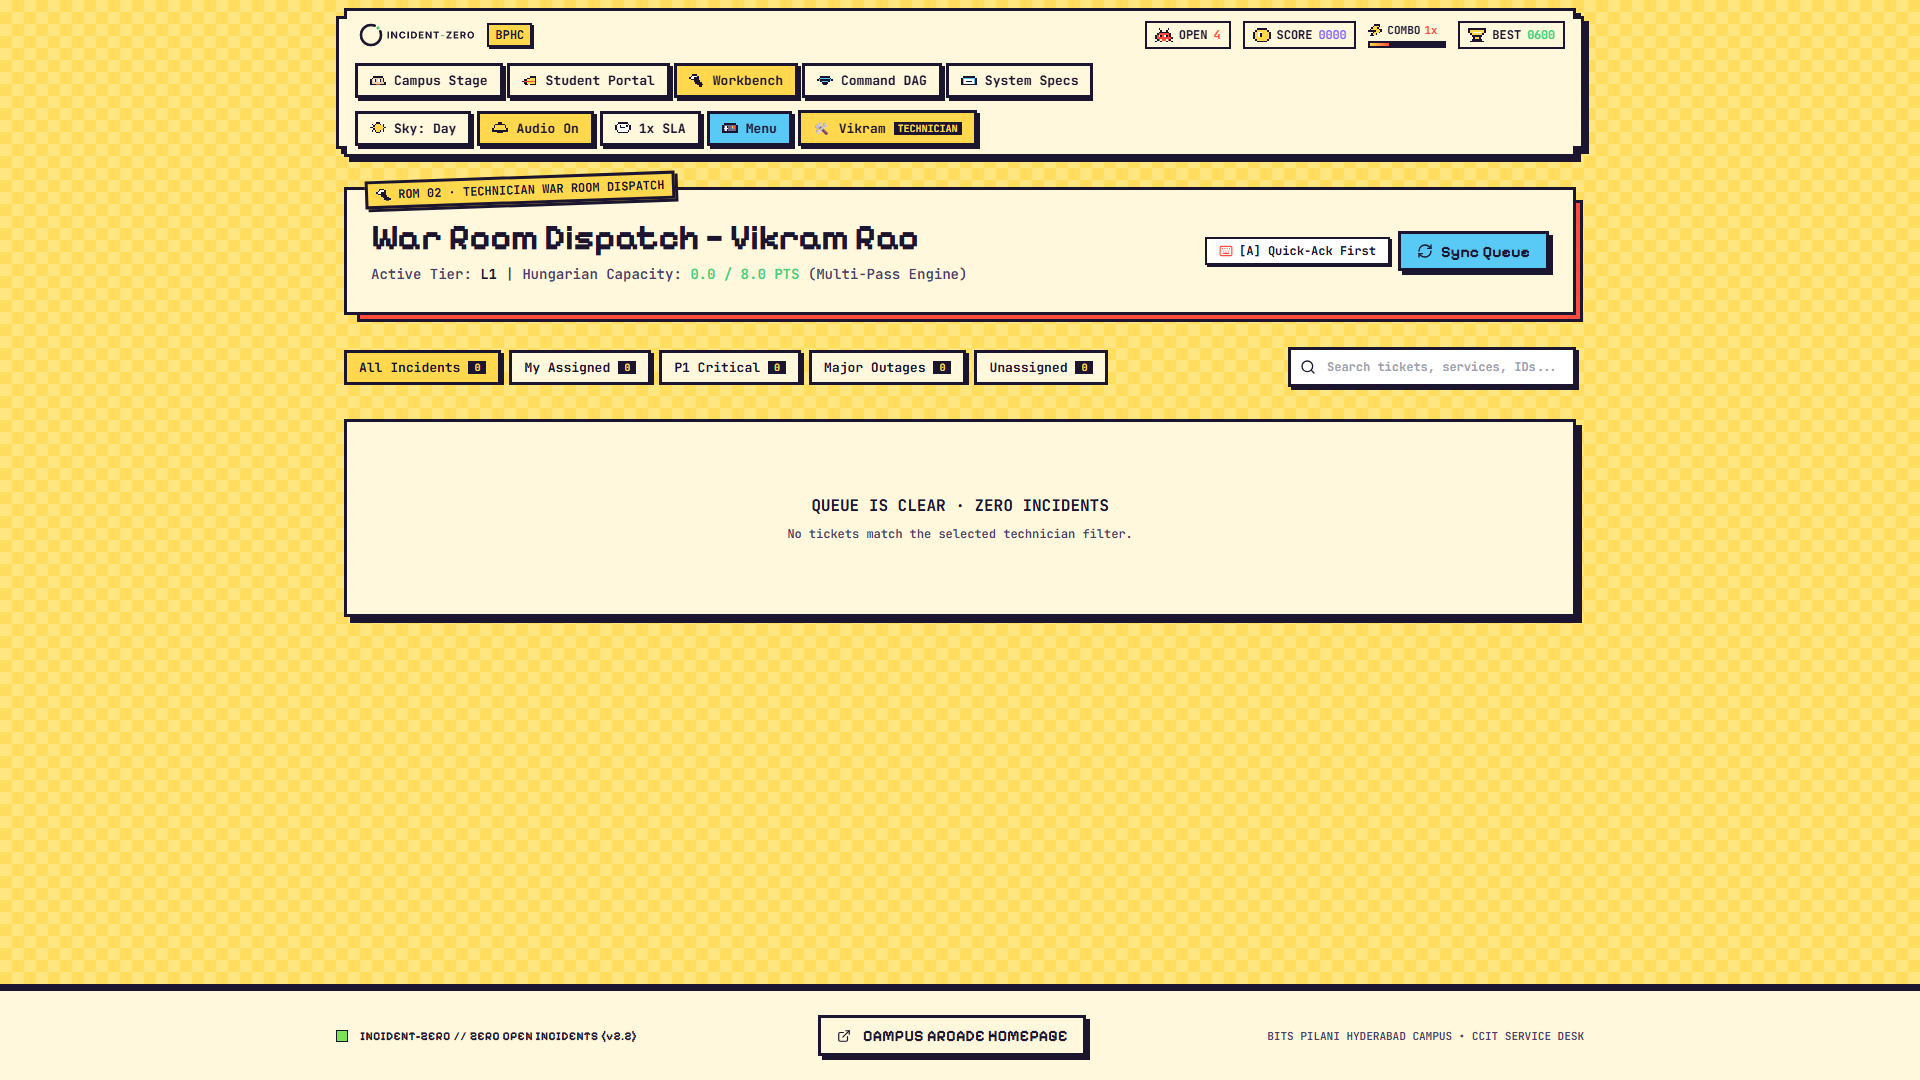 INCIDENT-ZERO BPHC OPEN 4 SCORE 0000 COMBO 1x BEST 0600
Campus Stage Student Portal Workbench Command DAG System Specs
Sky: Day Audio On 1x SLA Menu Vikram TECHNICIAN
ROM 02 · TECHNICIAN WAR ROOM DISPATCH
War Room Dispatch – Vikram Rao
[A] Quick-Ack First Sync Queue
Active Tier: L1 | Hungarian Capacity: 0.0 / 8.0 PTS (Multi-Pass Engine)
All Incidents 0 My Assigned 0 P1 Critical 0 Major Outages 0 Unassigned 0 Search tickets, services, IDs...
QUEUE IS CLEAR · ZERO INCIDENTS
No tickets match the selected technician filter.
INCIDENT-ZERO // ZERO OPEN INCIDENTS (v2.2) CAMPUS ARCADE HOMEPAGE BITS PILANI HYDERABAD CAMPUS • CCIT SERVICE DESK